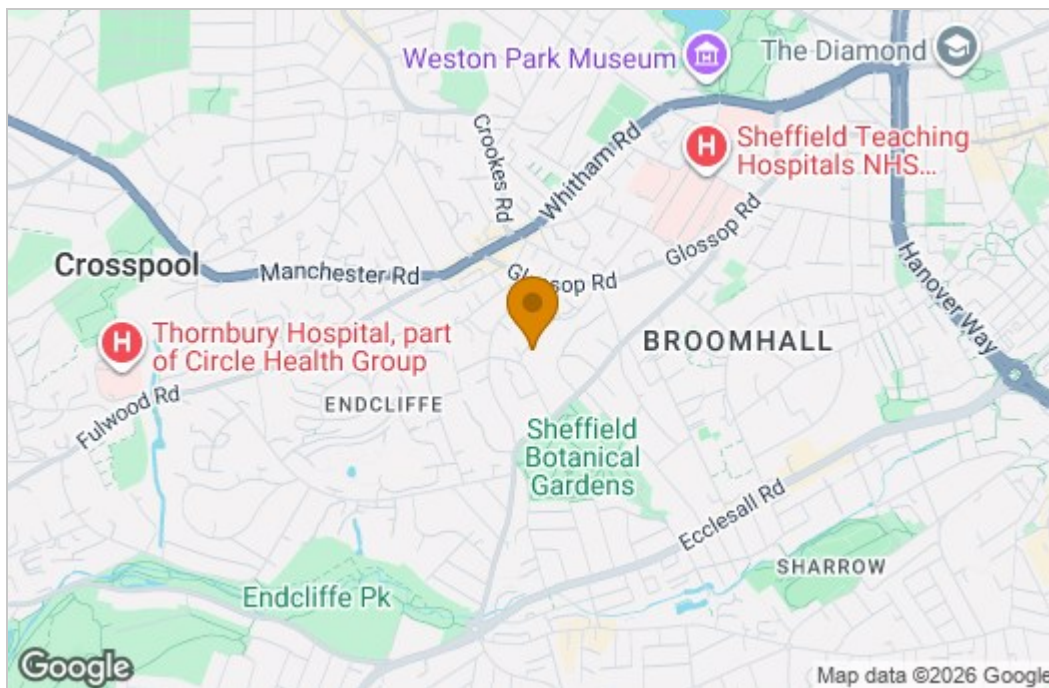 Weston Park Museum
The Diamond
Crookes Rd
Whitham Rd
Sheffield Teaching
Hospitals NHS...
Crosspool
Manchester Rd
Glossop Rd
Glossop Rd
Hanover Way
Thornbury Hospital, part
of Circle Health Group
BROOMHALL
Fulwood Rd
ENDCLIFFE
Sheffield
Botanical
Gardens
Ecclesall Rd
SHARROW
Endcliffe Pk
Google
Map data ©2026 Google